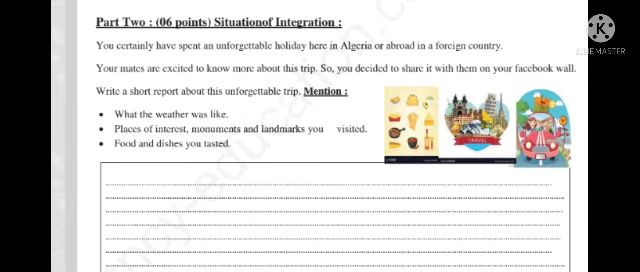 Part Two : (06 points) Situationof Integration :
You certainly have spent an unforgettable holiday here in Algeria or abroad in a foreign country.
Your mates are excited to know more about this trip. So, you decided to share it with them on your facebook wall.
Write a short report about this unforgettable trip. Mention :
• What the weather was like.
• Places of interest, monuments and landmarks you visited.
• Food and dishes you tasted.
TRAVEL
KINEMASTER
ency-education.c